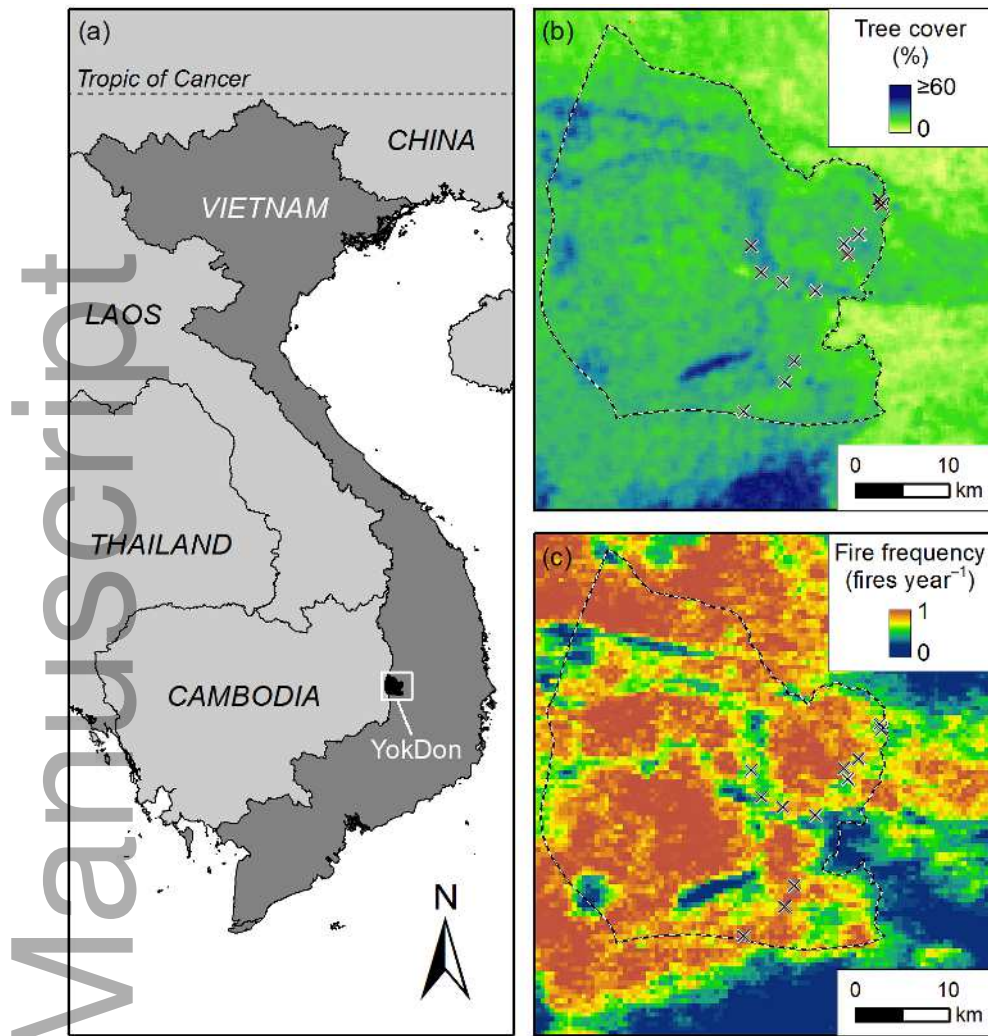 Manuscript
(a)
Tropic of Cancer
CHINA
VIETNAM
LAOS
THAILAND
CAMBODIA
YokDon
N
(b)
Tree cover
(%)
≥60
0
0 10
km
(c)
Fire frequency
(fires year⁻¹)
1
0
0 10
km